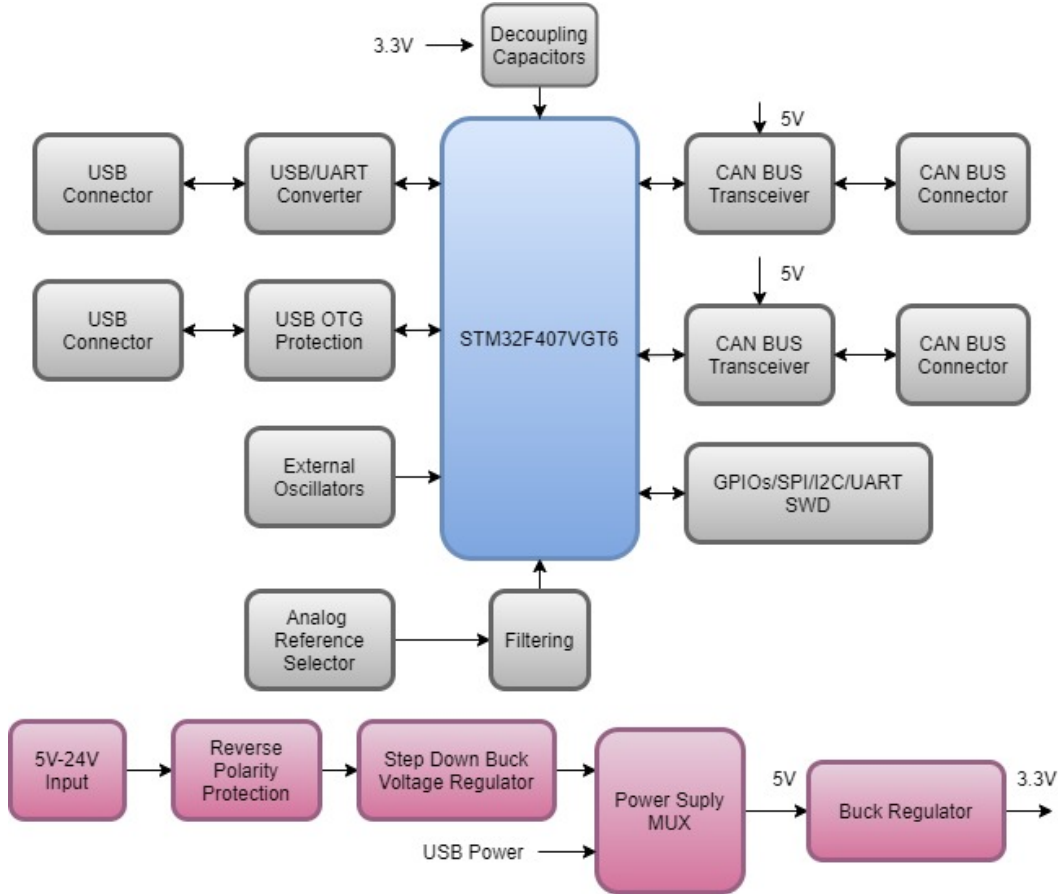 3.3V
Decoupling
Capacitors
5V
USB
Connector
USB/UART
Converter
CAN BUS
Transceiver
CAN BUS
Connector
5V
USB
Connector
USB OTG
Protection
STM32F407VGT6
CAN BUS
Transceiver
CAN BUS
Connector
External
Oscillators
GPIOs/SPI/I2C/UART
SWD
Analog
Reference
Selector
Filtering
5V-24V
Input
Reverse
Polarity
Protection
Step Down Buck
Voltage Regulator
USB Power
Power Suply
MUX
5V
Buck Regulator
3.3V